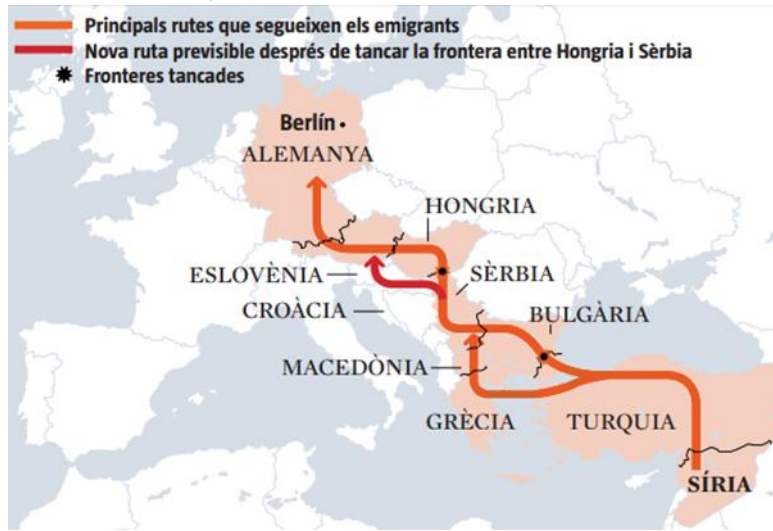 Principals rutes que segueixen els emigrants
Nova ruta previsible després de tancar la frontera entre Hongria i Sèrbia
Fronteres tancades
Berlín
ALEMANYA
HONGRIA
ESLOVÈNIA
SÈRBIA
CROÀCIA
BULGÀRIA
MACEDÒNIA
GRÈCIA
TURQUIA
SÍRIA